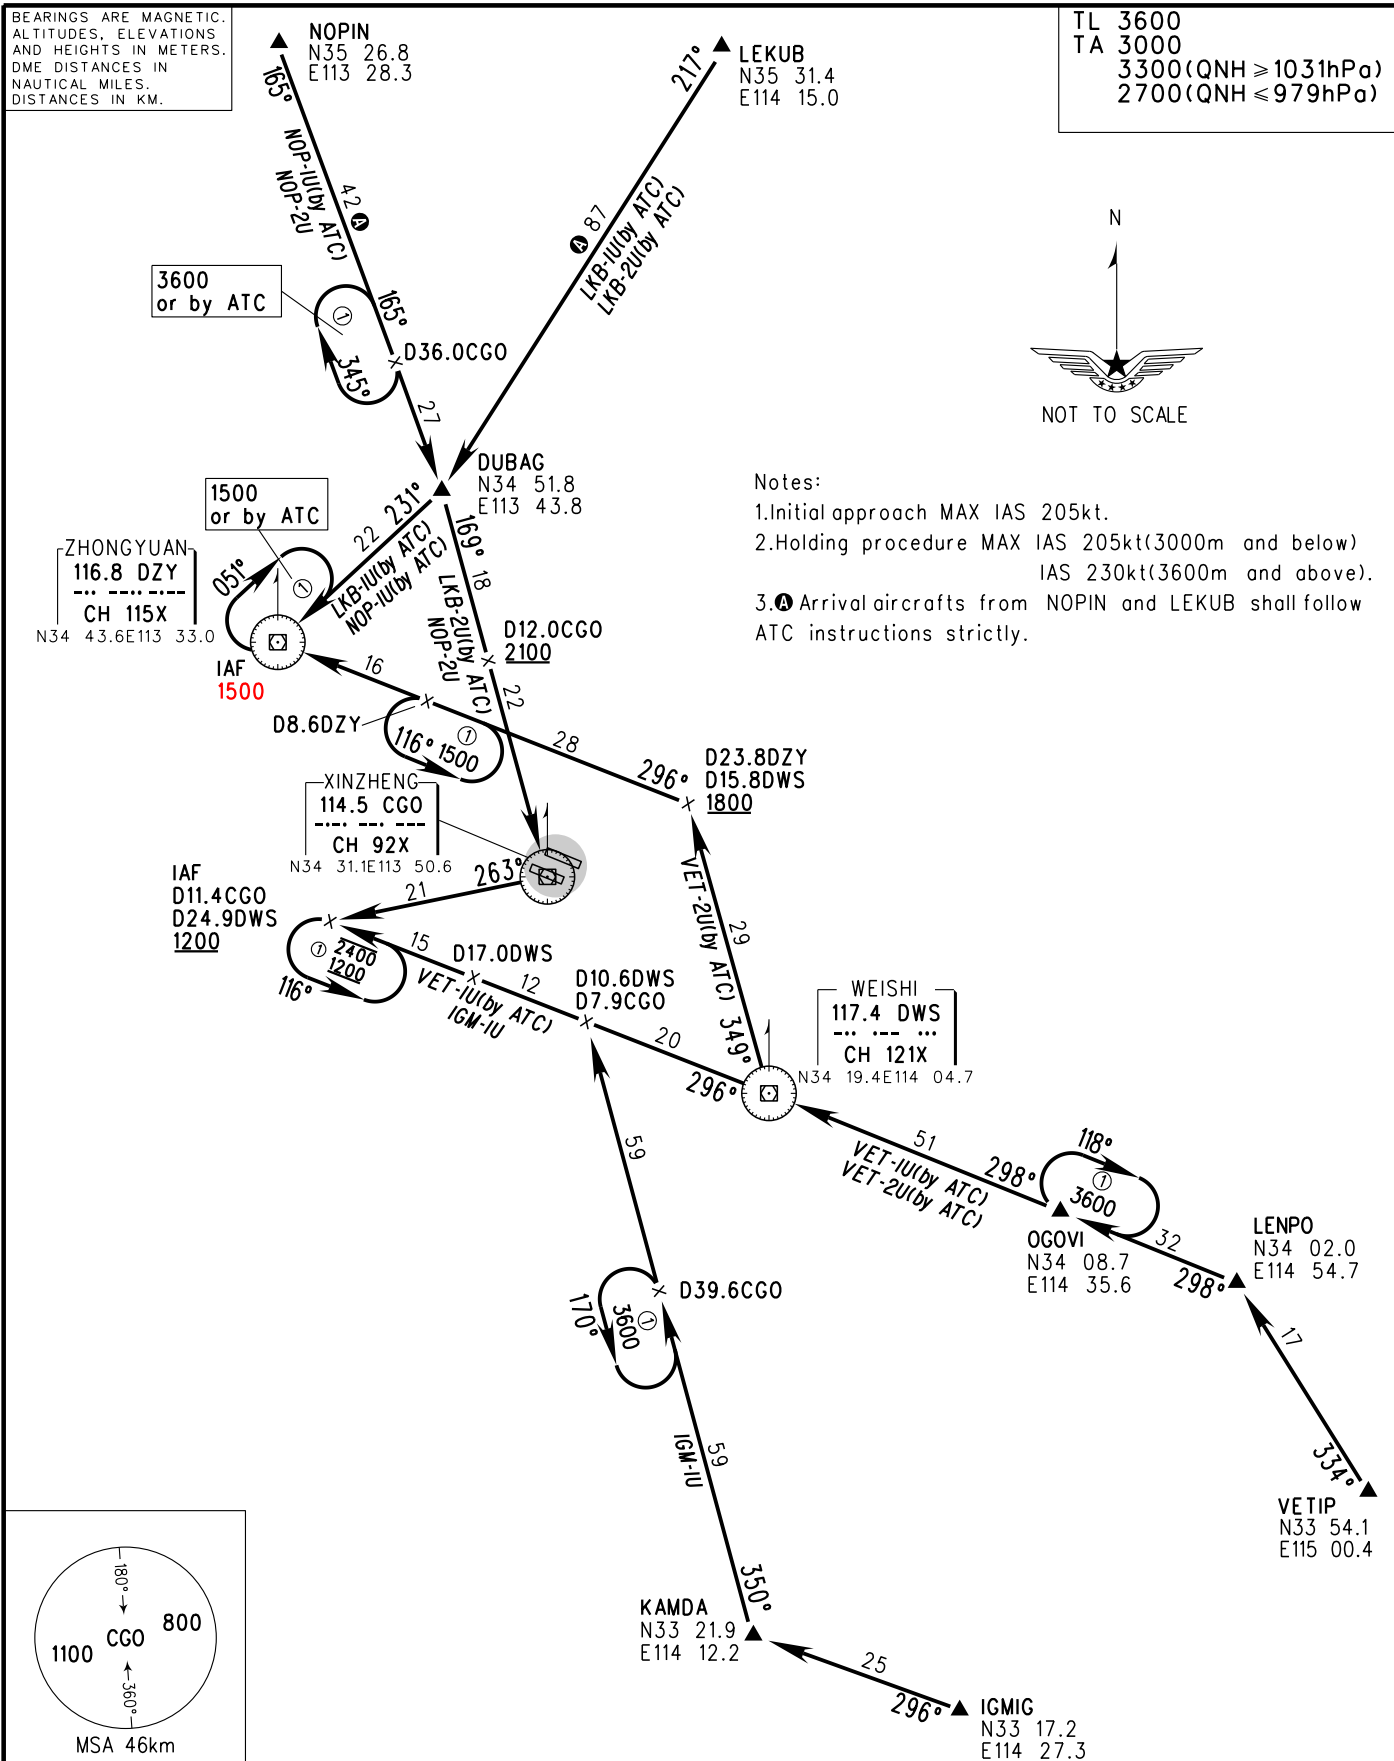 BEARINGS ARE MAGNETIC.
ALTITUDES, ELEVATIONS
AND HEIGHTS IN METERS.
DME DISTANCES IN
NAUTICAL MILES.
DISTANCES IN KM.
TL 3600
TA 3000
3300(QNH ≥ 1031hPa)
2700(QNH ≤ 979hPa)
NOPIN
N35 26.8
E113 28.3
165°
NOP-1U(by ATC)
NOP-2U
42 A
165°
LEKUB
N35 31.4
E114 15.0
217°
A 87
LKB-1U(by ATC)
LKB-2U(by ATC)
3600
or by ATC
1
345°
D36.0CGO
27
N
NOT TO SCALE
DUBAG
N34 51.8
E113 43.8
231°
22
LKB-1U(by ATC)
NOP-1U(by ATC)
169°
18
LKB-2U(by ATC)
NOP-2U
22
1500
or by ATC
051°
1
ZHONGYUAN
116.8 DZY
-·· --·· -·--
CH 115X
N34 43.6E113 33.0
IAF
1500
D12.0CGO
2100
Notes:
1.Initial approach MAX IAS 205kt.
2.Holding procedure MAX IAS 205kt(3000m and below)
IAS 230kt(3600m and above).
3.A Arrival aircrafts from NOPIN and LEKUB shall follow
ATC instructions strictly.
16
D8.6DZY
1
116° 1500
28
296°
D23.8DZY
D15.8DWS
1800
XINZHENG
114.5 CGO
-·-· --· ---
CH 92X
N34 31.1E113 50.6
263°
21
IAF
D11.4CGO
D24.9DWS
1200
1
2400
1200
116°
15
D17.0DWS
12
VET-1U(by ATC)
IGM-1U
D10.6DWS
D7.9CGO
20
296°
VET-2U(by ATC)
29
349°
WEISHI
117.4 DWS
-·· ·-- ···
CH 121X
N34 19.4E114 04.7
51
298°
VET-1U(by ATC)
VET-2U(by ATC)
118°
1
3600
OGOVI
N34 08.7
E114 35.6
32
298°
LENPO
N34 02.0
E114 54.7
17
334°
VETIP
N33 54.1
E115 00.4
59
D39.6CGO
170°
3600
1
59
IGM-1U
350°
KAMDA
N33 21.9
E114 12.2
25
296°
IGMIG
N33 17.2
E114 27.3
180°
CGO
800
1100
360°
MSA 46km